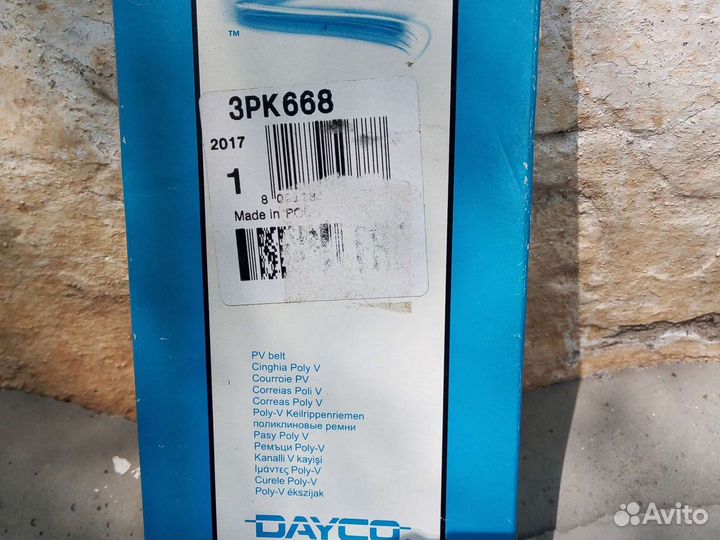 TM
3PK668
2017
1
Made in
PV belt
Cinghia Poly V
Courroie PV
Correias Poli V
Correas Poly V
Poly-V Keilrippenriemen
поликлиновые ремни
Pasy Poly V
Ремъци Poly-V
Kanalli V kayişi
Ιμάντες Poly-V
Curele Poly-V
Poly-V ékszíjak
DAYCO
Avito